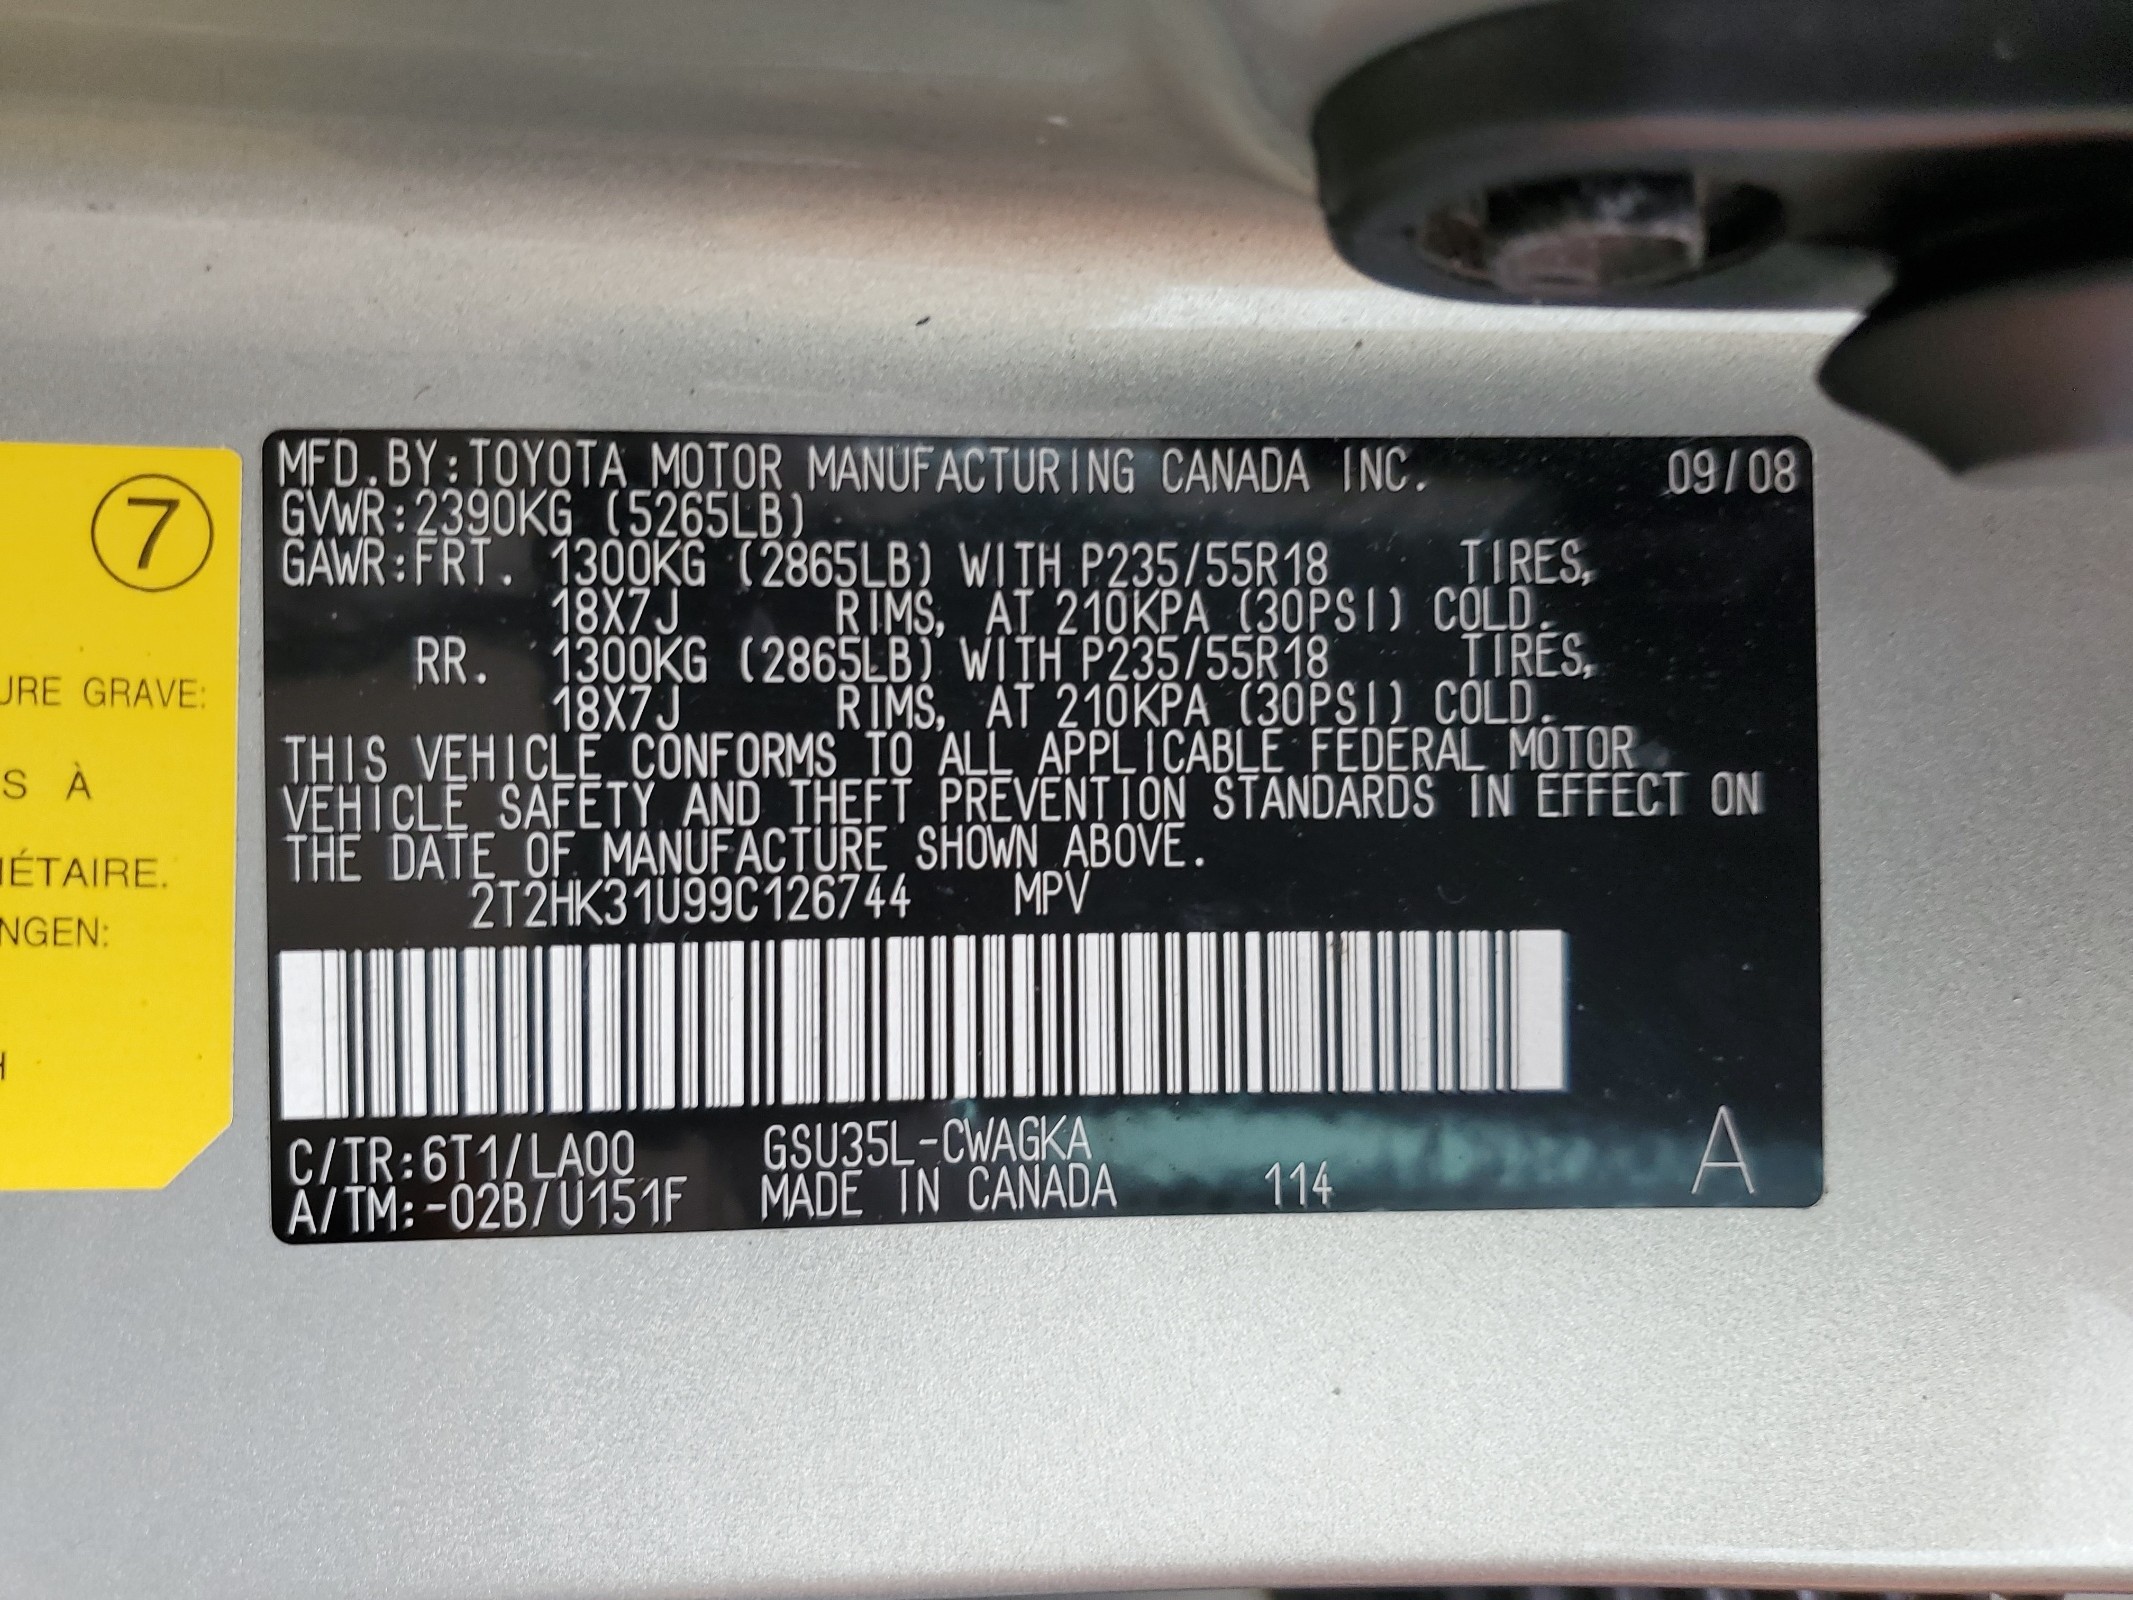 7
URE GRAVE:
S À
IÉTAIRE.
NGEN:
H
MFD.BY:TOYOTA MOTOR MANUFACTURING CANADA INC. 09/08
GVWR:2390KG (5265LB)
GAWR:FRT. 1300KG (2865LB) WITH P235/55R18 TIRES,
18X7J RIMS, AT 210KPA (30PSI) COLD.
RR. 1300KG (2865LB) WITH P235/55R18 TIRES,
18X7J RIMS, AT 210KPA (30PSI) COLD.
THIS VEHICLE CONFORMS TO ALL APPLICABLE FEDERAL MOTOR
VEHICLE SAFETY AND THEFT PREVENTION STANDARDS IN EFFECT ON
THE DATE OF MANUFACTURE SHOWN ABOVE.
2T2HK31U99C126744 MPV
C/TR:6T1/LA00 GSU35L-CWAGKA
A/TM:-02B/U151F MADE IN CANADA 114 A